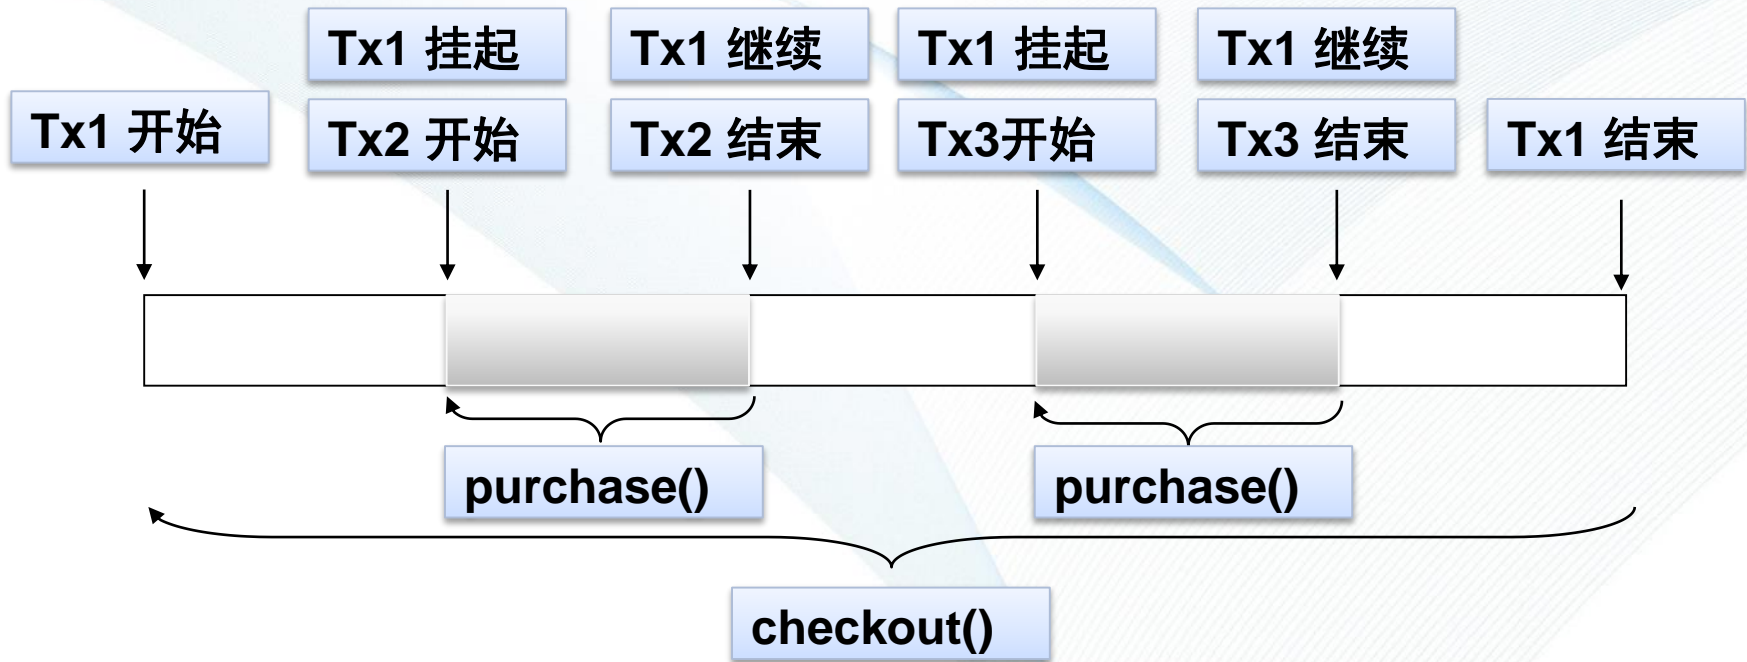 Tx1 挂起
Tx1 继续
Tx1 挂起
Tx1 继续
Tx1 开始
Tx2 开始
Tx2 结束
Tx3开始
Tx3 结束
Tx1 结束
purchase()
purchase()
checkout()